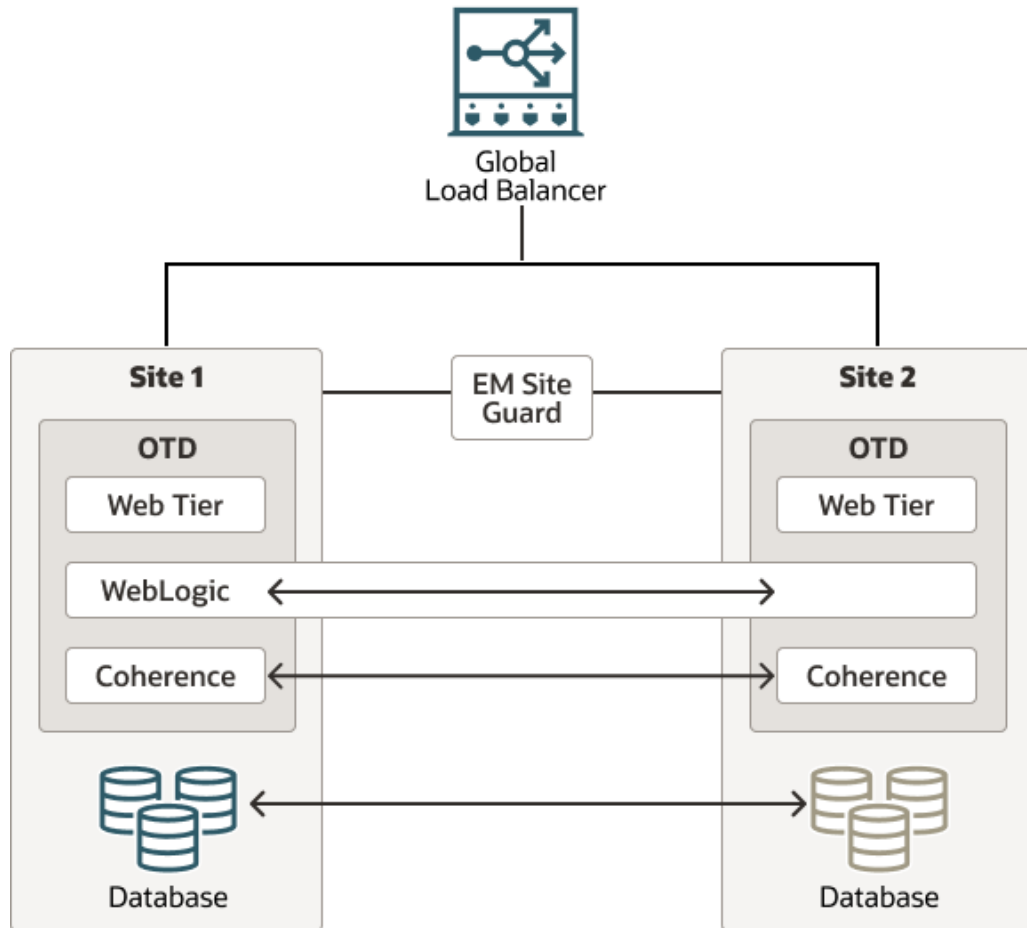 Global
Load Balancer
Site 1
EM Site
Guard
Site 2
OTD
OTD
Web Tier
Web Tier
WebLogic
Coherence
Coherence
Database
Database